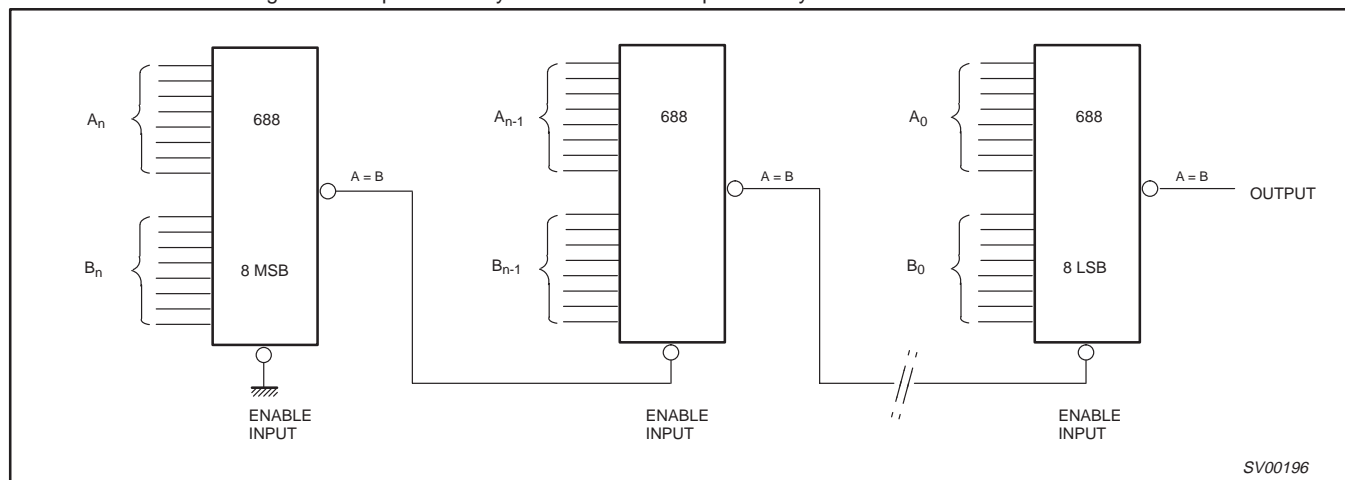 An
688
8 MSB
Bn
A = B
ENABLE
INPUT
An-1
688
Bn-1
A = B
ENABLE
INPUT
A0
688
8 LSB
B0
A = B
OUTPUT
ENABLE
INPUT
SV00196